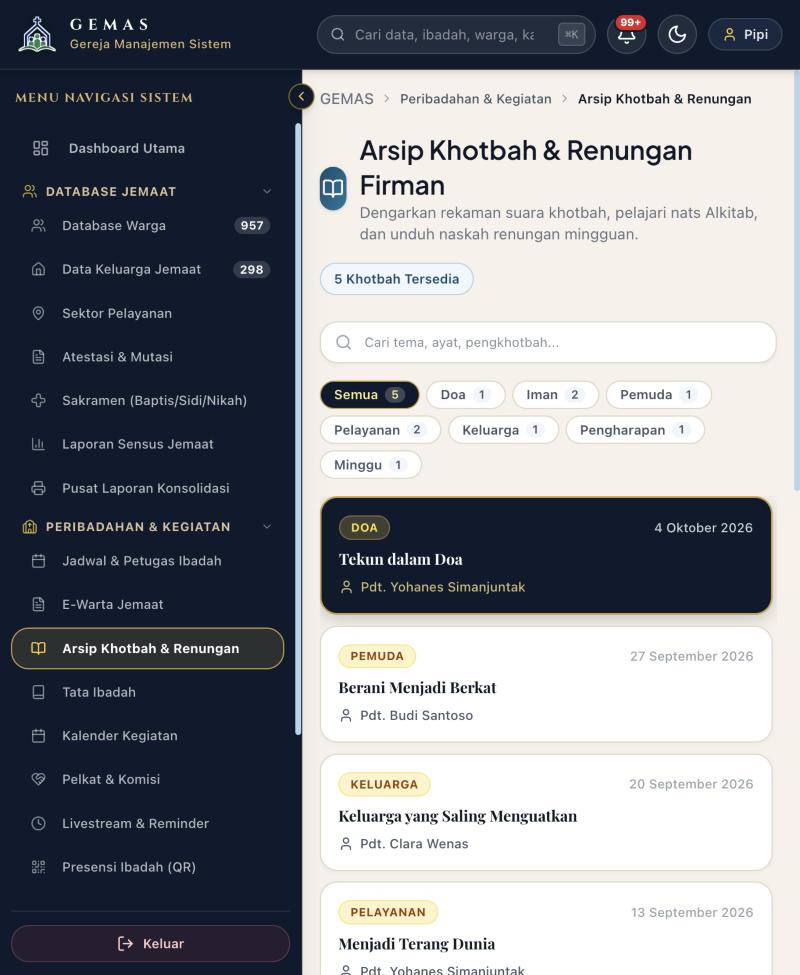 GEMAS
Gereja Manajemen Sistem
Cari data, ibadah, warga, ka
⌘K
99+
Pipi
MENU NAVIGASI SISTEM
Dashboard Utama
DATABASE JEMAAT
Database Warga 957
Data Keluarga Jemaat 298
Sektor Pelayanan
Atestasi & Mutasi
Sakramen (Baptis/Sidi/Nikah)
Laporan Sensus Jemaat
Pusat Laporan Konsolidasi
PERIBADAHAN & KEGIATAN
Jadwal & Petugas Ibadah
E-Warta Jemaat
Arsip Khotbah & Renungan
Tata Ibadah
Kalender Kegiatan
Pelkat & Komisi
Livestream & Reminder
Presensi Ibadah (QR)
Keluar
GEMAS > Peribadahan & Kegiatan > Arsip Khotbah & Renungan
Arsip Khotbah & Renungan
Firman
Dengarkan rekaman suara khotbah, pelajari nats Alkitab,
dan unduh naskah renungan mingguan.
5 Khotbah Tersedia
Cari tema, ayat, pengkhotbah...
Semua 5 Doa 1 Iman 2 Pemuda 1
Pelayanan 2 Keluarga 1 Pengharapan 1
Minggu 1
DOA 4 Oktober 2026
Tekun dalam Doa
Pdt. Yohanes Simanjuntak
PEMUDA 27 September 2026
Berani Menjadi Berkat
Pdt. Budi Santoso
KELUARGA 20 September 2026
Keluarga yang Saling Menguatkan
Pdt. Clara Wenas
PELAYANAN 13 September 2026
Menjadi Terang Dunia
Pdt. Yohanes Simanjuntak